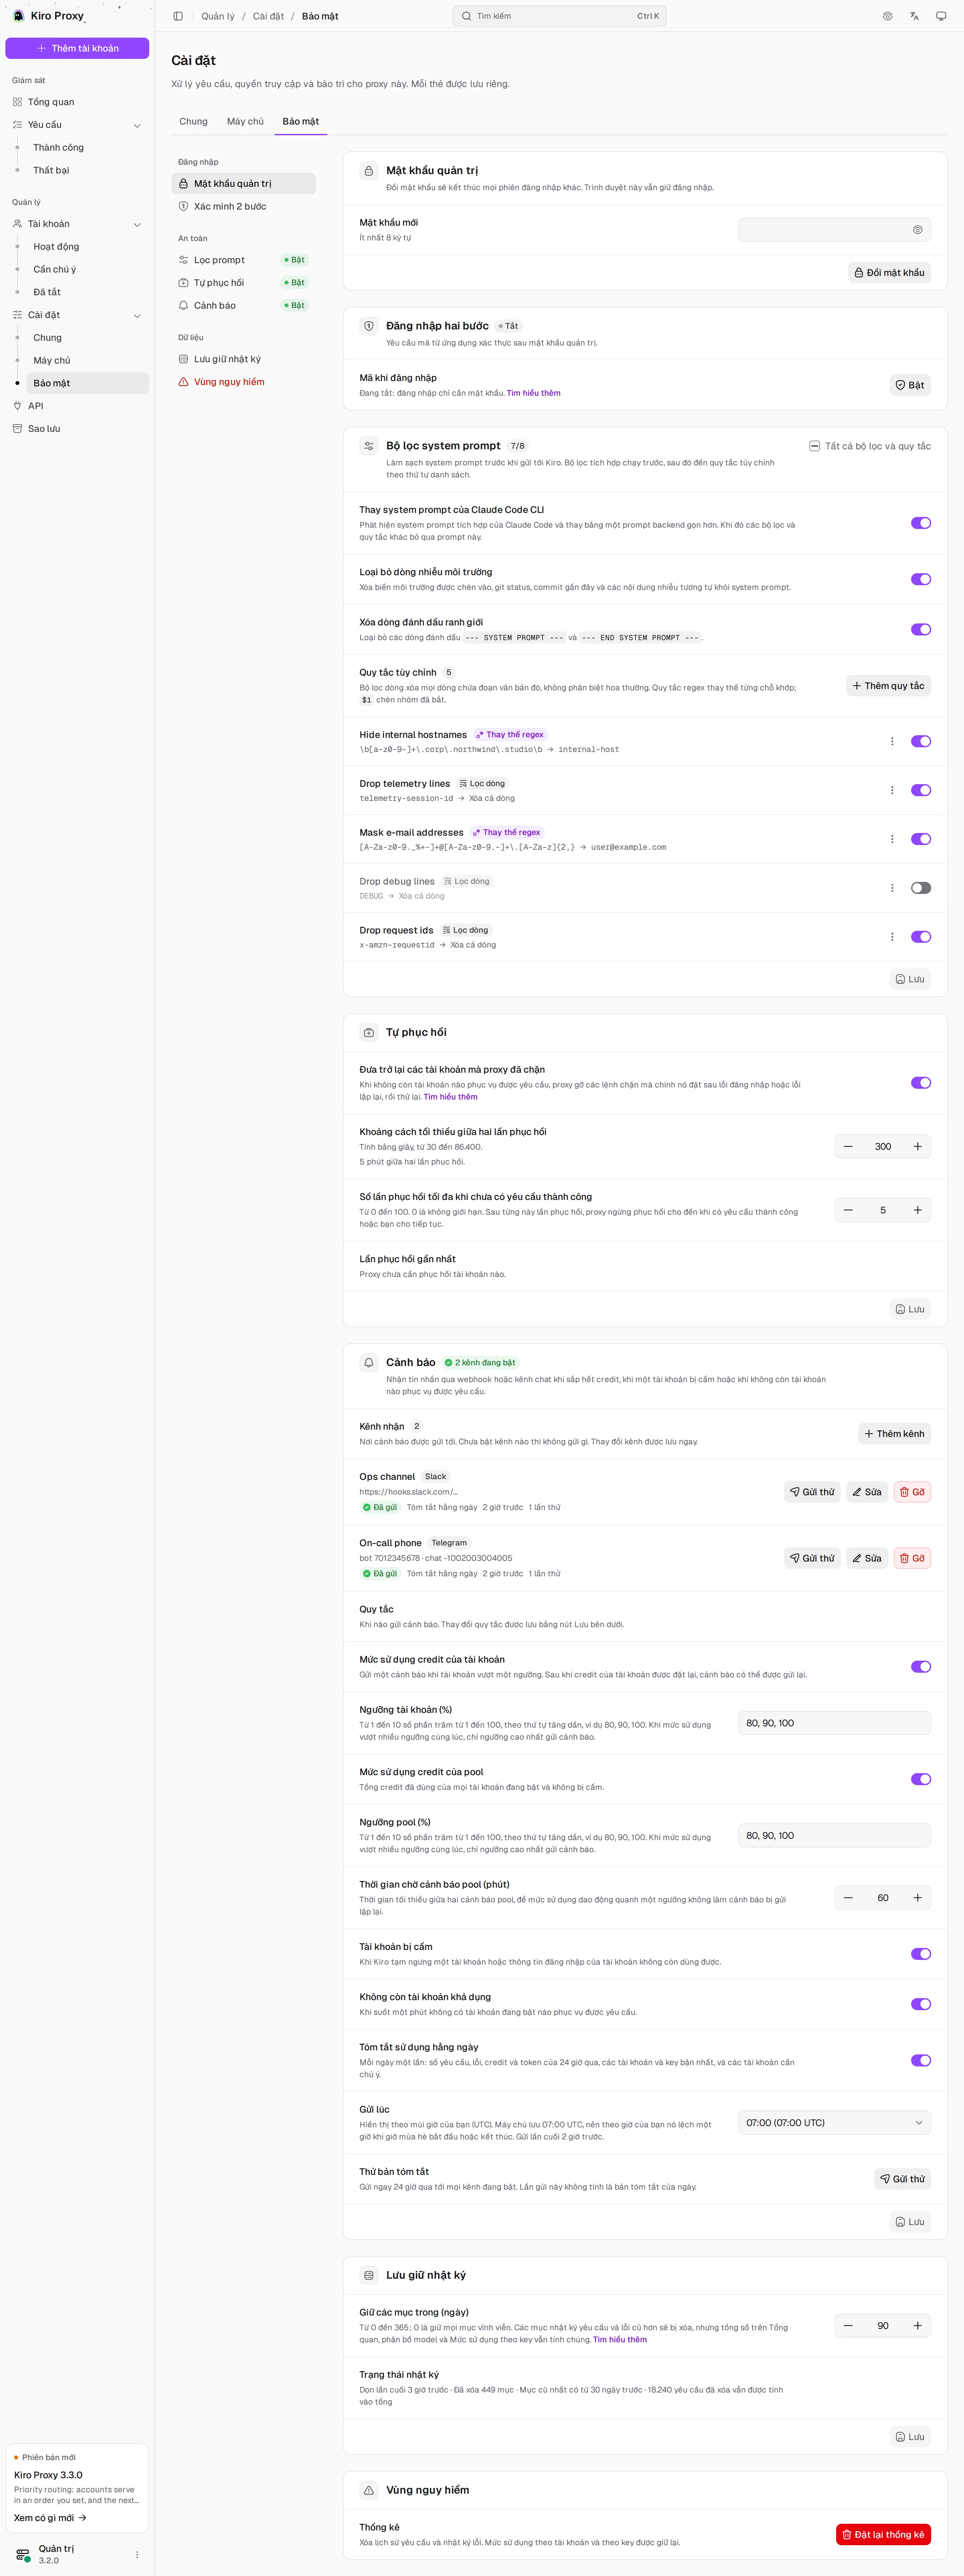 Kiro Proxy
Thêm tài khoản
Giám sát
Tổng quan
Yêu cầu
Thành công
Thất bại
Quản lý
Tài khoản
Hoạt động
Cần chú ý
Đã tắt
Cài đặt
Chung
Máy chủ
Bảo mật
API
Sao lưu
Phiên bản mới
Kiro Proxy 3.3.0
Priority routing: accounts serve
in an order you set, and the next…
Xem có gì mới →
Quản trị
3.2.0
Quản lý / Cài đặt / Bảo mật
Tìm kiếm
Ctrl K
Cài đặt
Xử lý yêu cầu, quyền truy cập và bảo trì cho proxy này. Mỗi thẻ được lưu riêng.
Chung
Máy chủ
Bảo mật
Đăng nhập
Mật khẩu quản trị
Xác minh 2 bước
An toàn
Lọc prompt
Bật
Tự phục hồi
Bật
Cảnh báo
Bật
Dữ liệu
Lưu giữ nhật ký
Vùng nguy hiểm
Mật khẩu quản trị
Đổi mật khẩu sẽ kết thúc mọi phiên đăng nhập khác. Trình duyệt này vẫn giữ đăng nhập.
Mật khẩu mới
Ít nhất 8 ký tự
Đổi mật khẩu
Đăng nhập hai bước
Tắt
Yêu cầu mã từ ứng dụng xác thực sau mật khẩu quản trị.
Mã khi đăng nhập
Đang tắt: đăng nhập chỉ cần mật khẩu. Tìm hiểu thêm
Bật
Bộ lọc system prompt
7/8
Tất cả bộ lọc và quy tắc
Làm sạch system prompt trước khi gửi tới Kiro. Bộ lọc tích hợp chạy trước, sau đó đến quy tắc tùy chỉnh
theo thứ tự danh sách.
Thay system prompt của Claude Code CLI
Phát hiện system prompt tích hợp của Claude Code và thay bằng một prompt backend gọn hơn. Khi đó các bộ lọc và
quy tắc khác bỏ qua prompt này.
Loại bỏ dòng nhiễu môi trường
Xóa biến môi trường được chèn vào, git status, commit gần đây và các nội dung nhiễu tương tự khỏi system prompt.
Xóa dòng đánh dấu ranh giới
Loại bỏ các dòng đánh dấu --- SYSTEM PROMPT --- và --- END SYSTEM PROMPT ---.
Quy tắc tùy chỉnh
5
Bộ lọc dòng xóa mọi dòng chứa đoạn văn bản đó, không phân biệt hoa thường. Quy tắc regex thay thế từng chỗ khớp;
$1 chèn nhóm đã bắt.
Thêm quy tắc
Hide internal hostnames
Thay thế regex
\b[a-z0-9-]+\.corp\.northwind\.studio\b → internal-host
Drop telemetry lines
Lọc dòng
telemetry-session-id → Xóa cả dòng
Mask e-mail addresses
Thay thế regex
[A-Za-z0-9._%+-]+@[A-Za-z0-9.-]+\.[A-Za-z]{2,} → user@example.com
Drop debug lines
Lọc dòng
DEBUG → Xóa cả dòng
Drop request ids
Lọc dòng
x-amzn-requestid → Xóa cả dòng
Lưu
Tự phục hồi
Đưa trở lại các tài khoản mà proxy đã chặn
Khi không còn tài khoản nào phục vụ được yêu cầu, proxy gỡ các lệnh chặn mà chính nó đặt sau lỗi đăng nhập hoặc lỗi
lặp lại, rồi thử lại. Tìm hiểu thêm
Khoảng cách tối thiểu giữa hai lần phục hồi
Tính bằng giây, từ 30 đến 86.400.
5 phút giữa hai lần phục hồi.
300
Số lần phục hồi tối đa khi chưa có yêu cầu thành công
Từ 0 đến 100. 0 là không giới hạn. Sau từng này lần phục hồi, proxy ngừng phục hồi cho đến khi có yêu cầu thành công
hoặc bạn cho tiếp tục.
5
Lần phục hồi gần nhất
Proxy chưa cần phục hồi tài khoản nào.
Lưu
Cảnh báo
2 kênh đang bật
Nhận tin nhắn qua webhook hoặc kênh chat khi sắp hết credit, khi một tài khoản bị cấm hoặc khi không còn tài khoản
nào phục vụ được yêu cầu.
Kênh nhận
2
Nơi cảnh báo được gửi tới. Chưa bật kênh nào thì không gửi gì. Thay đổi kênh được lưu ngay.
Thêm kênh
Ops channel
Slack
https://hooks.slack.com/…
Đã gửi Tóm tắt hằng ngày 2 giờ trước 1 lần thử
Gửi thử
Sửa
Gỡ
On-call phone
Telegram
bot 7012345678 · chat -1002003004005
Đã gửi Tóm tắt hằng ngày 2 giờ trước 1 lần thử
Gửi thử
Sửa
Gỡ
Quy tắc
Khi nào gửi cảnh báo. Thay đổi quy tắc được lưu bằng nút Lưu bên dưới.
Mức sử dụng credit của tài khoản
Gửi một cảnh báo khi tài khoản vượt một ngưỡng. Sau khi credit của tài khoản được đặt lại, cảnh báo có thể được gửi lại.
Ngưỡng tài khoản (%)
Từ 1 đến 10 số phần trăm từ 1 đến 100, theo thứ tự tăng dần, ví dụ 80, 90, 100. Khi mức sử dụng
vượt nhiều ngưỡng cùng lúc, chỉ ngưỡng cao nhất gửi cảnh báo.
80, 90, 100
Mức sử dụng credit của pool
Tổng credit đã dùng của mọi tài khoản đang bật và không bị cấm.
Ngưỡng pool (%)
Từ 1 đến 10 số phần trăm từ 1 đến 100, theo thứ tự tăng dần, ví dụ 80, 90, 100. Khi mức sử dụng
vượt nhiều ngưỡng cùng lúc, chỉ ngưỡng cao nhất gửi cảnh báo.
80, 90, 100
Thời gian chờ cảnh báo pool (phút)
Thời gian tối thiểu giữa hai cảnh báo pool, để mức sử dụng dao động quanh một ngưỡng không làm cảnh báo bị gửi
lặp lại.
60
Tài khoản bị cấm
Khi Kiro tạm ngưng một tài khoản hoặc thông tin đăng nhập của tài khoản không còn dùng được.
Không còn tài khoản khả dụng
Khi suốt một phút không có tài khoản đang bật nào phục vụ được yêu cầu.
Tóm tắt sử dụng hằng ngày
Mỗi ngày một lần: số yêu cầu, lỗi, credit và token của 24 giờ qua, các tài khoản và key bận nhất, và các tài khoản cần
chú ý.
Gửi lúc
Hiển thị theo múi giờ của bạn (UTC). Máy chủ lưu 07:00 UTC, nên theo giờ của bạn nó lệch một
giờ khi giờ mùa hè bắt đầu hoặc kết thúc. Gửi lần cuối 2 giờ trước.
07:00 (07:00 UTC)
Thử bản tóm tắt
Gửi ngay 24 giờ qua tới mọi kênh đang bật. Lần gửi này không tính là bản tóm tắt của ngày.
Gửi thử
Lưu
Lưu giữ nhật ký
Giữ các mục trong (ngày)
Từ 0 đến 365; 0 là giữ mọi mục vĩnh viễn. Các mục nhật ký yêu cầu và lỗi cũ hơn sẽ bị xóa, nhưng tổng số trên Tổng
quan, phân bổ model và Mức sử dụng theo key vẫn tính chúng. Tìm hiểu thêm
90
Trạng thái nhật ký
Dọn lần cuối 3 giờ trước · Đã xóa 449 mục · Mục cũ nhất có từ 30 ngày trước · 18.240 yêu cầu đã xóa vẫn được tính
vào tổng
Lưu
Vùng nguy hiểm
Thống kê
Xóa lịch sử yêu cầu và nhật ký lỗi. Mức sử dụng theo tài khoản và theo key được giữ lại.
Đặt lại thống kê